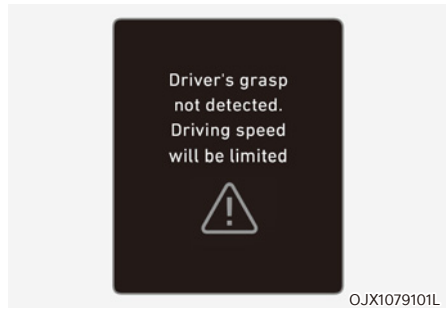 Driver's grasp
not detected.
Driving speed
will be limited
OJX1079101L